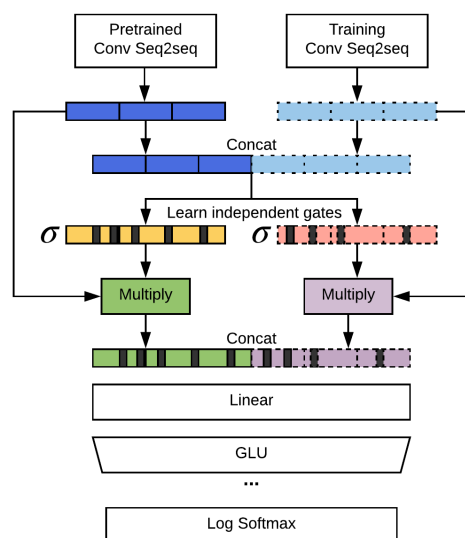 Pretrained
Conv Seq2seq
Training
Conv Seq2seq
Concat
Learn independent gates
σ
σ
Multiply
Multiply
Concat
Linear
GLU
...
Log Softmax